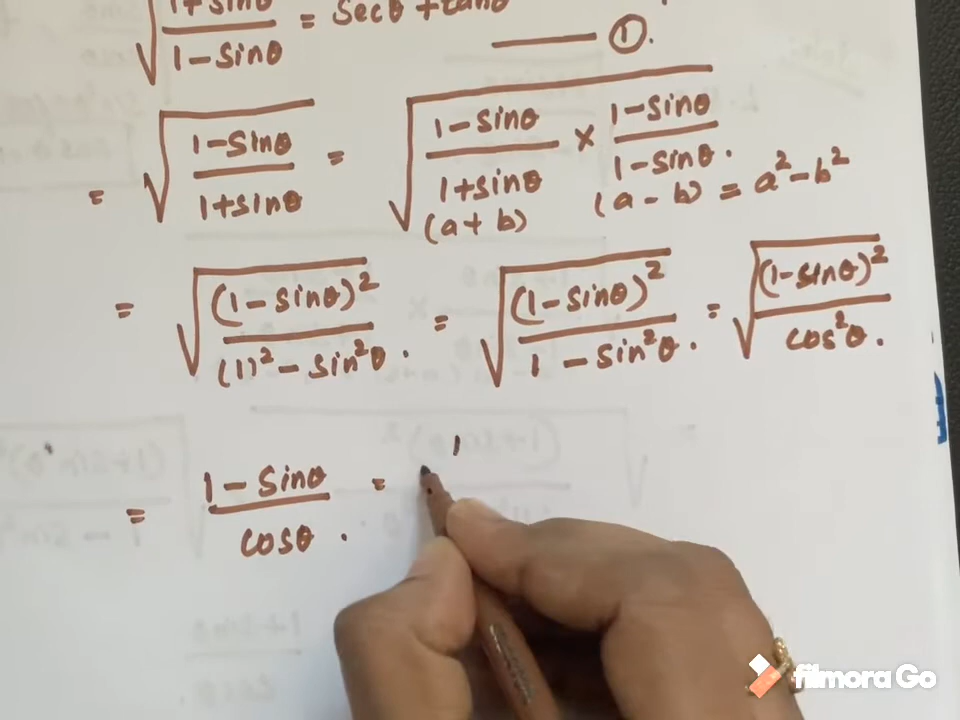 √(1+sinθ)/(1-sinθ) = secθ + tanθ
—— ①.
= √(1-sinθ)/(1+sinθ) = √(1-sinθ)/(1+sinθ) × (1-sinθ)/(1-sinθ).
(a+b) (a-b) = a²-b²
= √(1-sinθ)²/((1)²-sin²θ). = √(1-sinθ)²/(1-sin²θ). = √(1-sinθ)²/cos²θ.
= (1-sinθ)/cosθ. = 1
filmora Go